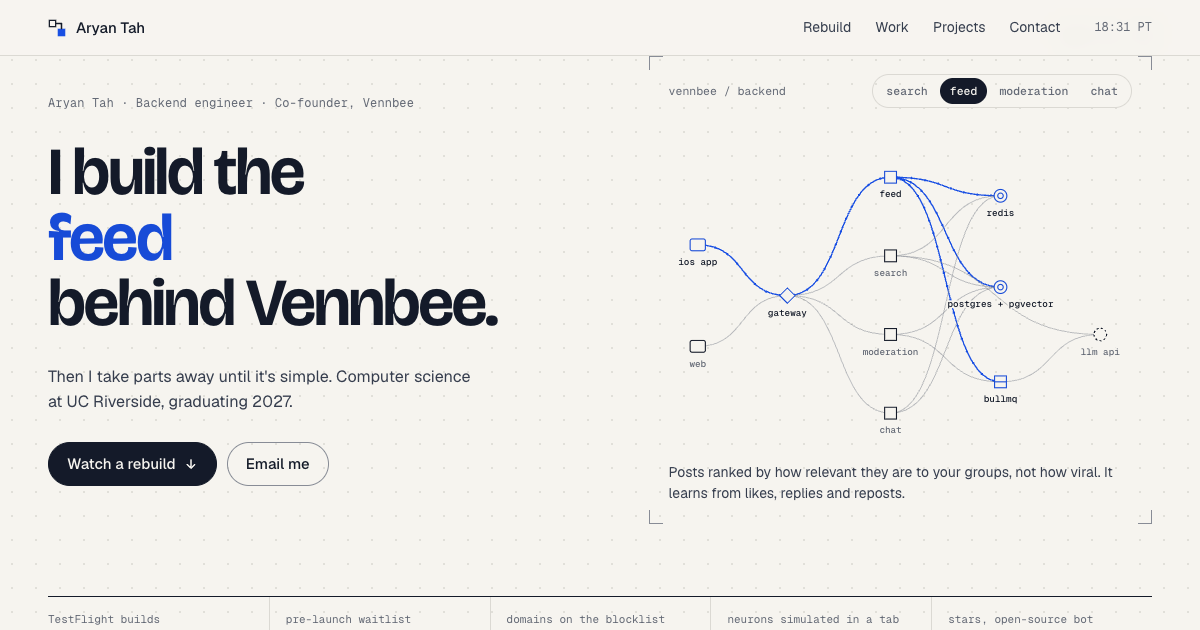 Aryan Tah
Rebuild Work Projects Contact 18:31 PT
Aryan Tah · Backend engineer · Co-founder, Vennbee
I build the
feed
behind Vennbee.
Then I take parts away until it's simple. Computer science
at UC Riverside, graduating 2027.
Watch a rebuild ↓ Email me
vennbee / backend
search feed moderation chat
feed
redis
ios app
search
postgres + pgvector
gateway
moderation
llm api
web
bullmq
chat
Posts ranked by how relevant they are to your groups, not how viral. It
learns from likes, replies and reposts.
TestFlight builds
pre-launch waitlist
domains on the blocklist
neurons simulated in a tab
stars, open-source bot